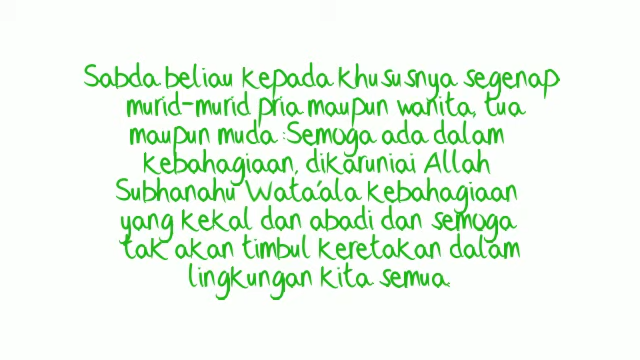 Sabda beliau kepada khususnya segenap
murid-murid pria maupun wanita, tua
maupun muda :Semoga ada dalam
kebahagiaan, dikaruniai Allah
Subhanahu Wata'ala kebahagiaan
yang kekal dan abadi dan semoga
tak akan timbul keretakan dalam
lingkungan kita semua.